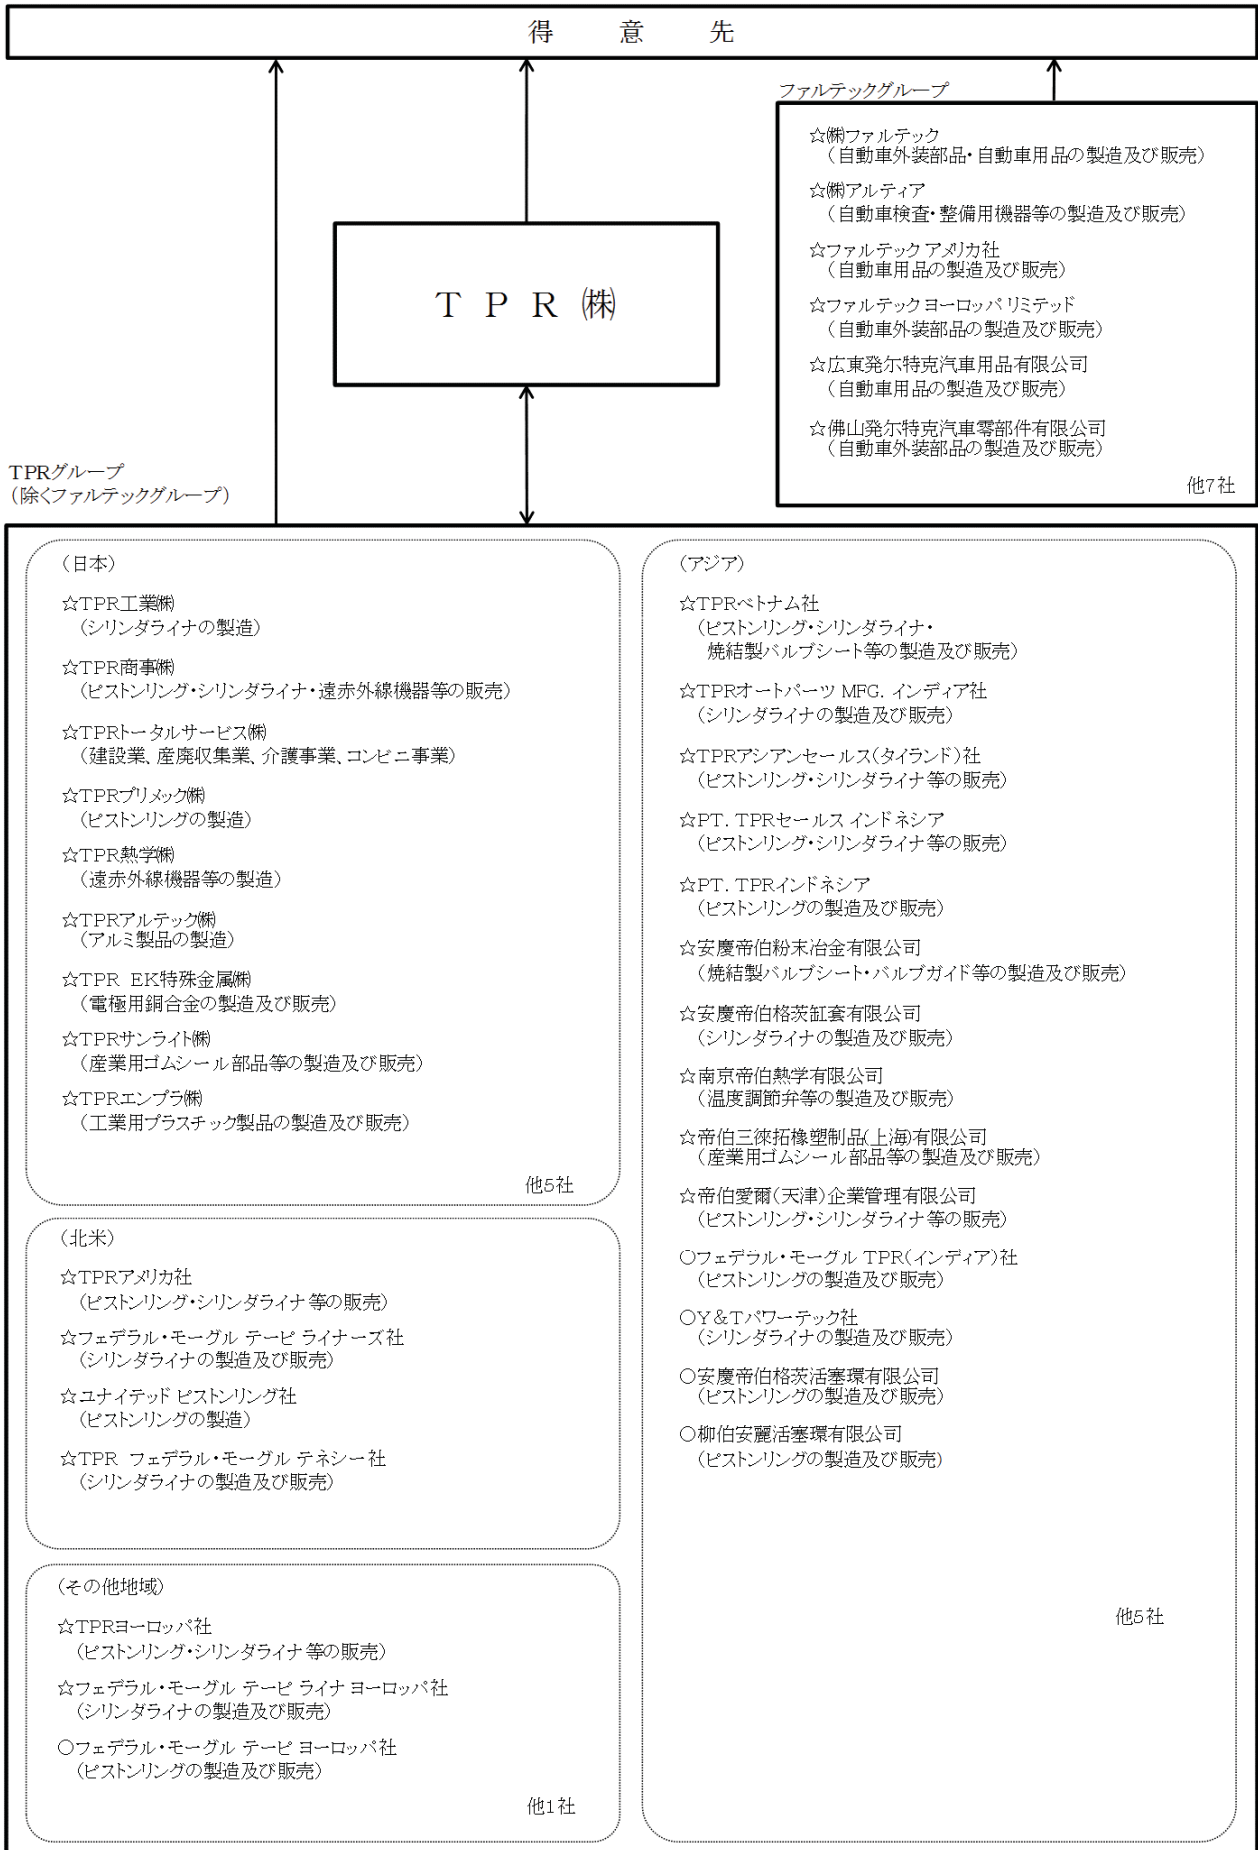 得意先
ファルテックグループ
☆㈱ファルテック
（自動車外装部品・自動車用品の製造及び販売）
☆㈱アルティア
（自動車検査・整備用機器等の製造及び販売）
☆ファルテック アメリカ社
（自動車用品の製造及び販売）
☆ファルテック ヨーロッパ リミテッド
（自動車外装部品の製造及び販売）
☆広東発尓特克汽車用品有限公司
（自動車用品の製造及び販売）
☆佛山発尓特克汽車零部件有限公司
（自動車外装部品の製造及び販売）
他7社
ＴＰＲ㈱
TPRグループ
（除くファルテックグループ）
（日本）
☆TPR工業㈱
（シリンダライナの製造）
☆TPR商事㈱
（ピストンリング・シリンダライナ・遠赤外線機器等の販売）
☆TPRトータルサービス㈱
（建設業、産廃収集業、介護事業、コンビニ事業）
☆TPRプリメック㈱
（ピストンリングの製造）
☆TPR熱学㈱
（遠赤外線機器等の製造）
☆TPRアルテック㈱
（アルミ製品の製造）
☆TPR EK特殊金属㈱
（電極用銅合金の製造及び販売）
☆TPRサンライト㈱
（産業用ゴムシール部品等の製造及び販売）
☆TPRエンプラ㈱
（工業用プラスチック製品の製造及び販売）
他5社
（北米）
☆TPRアメリカ社
（ピストンリング・シリンダライナ等の販売）
☆フェデラル・モーグル テーピ ライナーズ社
（シリンダライナの製造及び販売）
☆ユナイテッド ピストンリング社
（ピストンリングの製造）
☆TPR フェデラル・モーグル テネシー社
（シリンダライナの製造及び販売）
（その他地域）
☆TPRヨーロッパ社
（ピストンリング・シリンダライナ等の販売）
☆フェデラル・モーグル テーピ ライナ ヨーロッパ社
（シリンダライナの製造及び販売）
○フェデラル・モーグル テーピ ヨーロッパ社
（ピストンリングの製造及び販売）
他1社
（アジア）
☆TPRベトナム社
（ピストンリング・シリンダライナ・
焼結製バルブシート等の製造及び販売）
☆TPRオートパーツ MFG. インディア社
（シリンダライナの製造及び販売）
☆TPRアシアンセールス(タイランド)社
（ピストンリング・シリンダライナ等の販売）
☆PT. TPRセールス インドネシア
（ピストンリング・シリンダライナ等の販売）
☆PT. TPRインドネシア
（ピストンリングの製造及び販売）
☆安慶帝伯粉末冶金有限公司
（焼結製バルブシート・バルブガイド等の製造及び販売）
☆安慶帝伯格茨缸套有限公司
（シリンダライナの製造及び販売）
☆南京帝伯熱学有限公司
（温度調節弁等の製造及び販売）
☆帝伯三徠拓橡塑制品(上海)有限公司
（産業用ゴムシール部品等の製造及び販売）
☆帝伯愛爾(天津)企業管理有限公司
（ピストンリング・シリンダライナ等の販売）
○フェデラル・モーグル TPR(インディア)社
（ピストンリングの製造及び販売）
○Y＆Tパワーテック社
（シリンダライナの製造及び販売）
○安慶帝伯格茨活塞環有限公司
（ピストンリングの製造及び販売）
○柳伯安麗活塞環有限公司
（ピストンリングの製造及び販売）
他5社